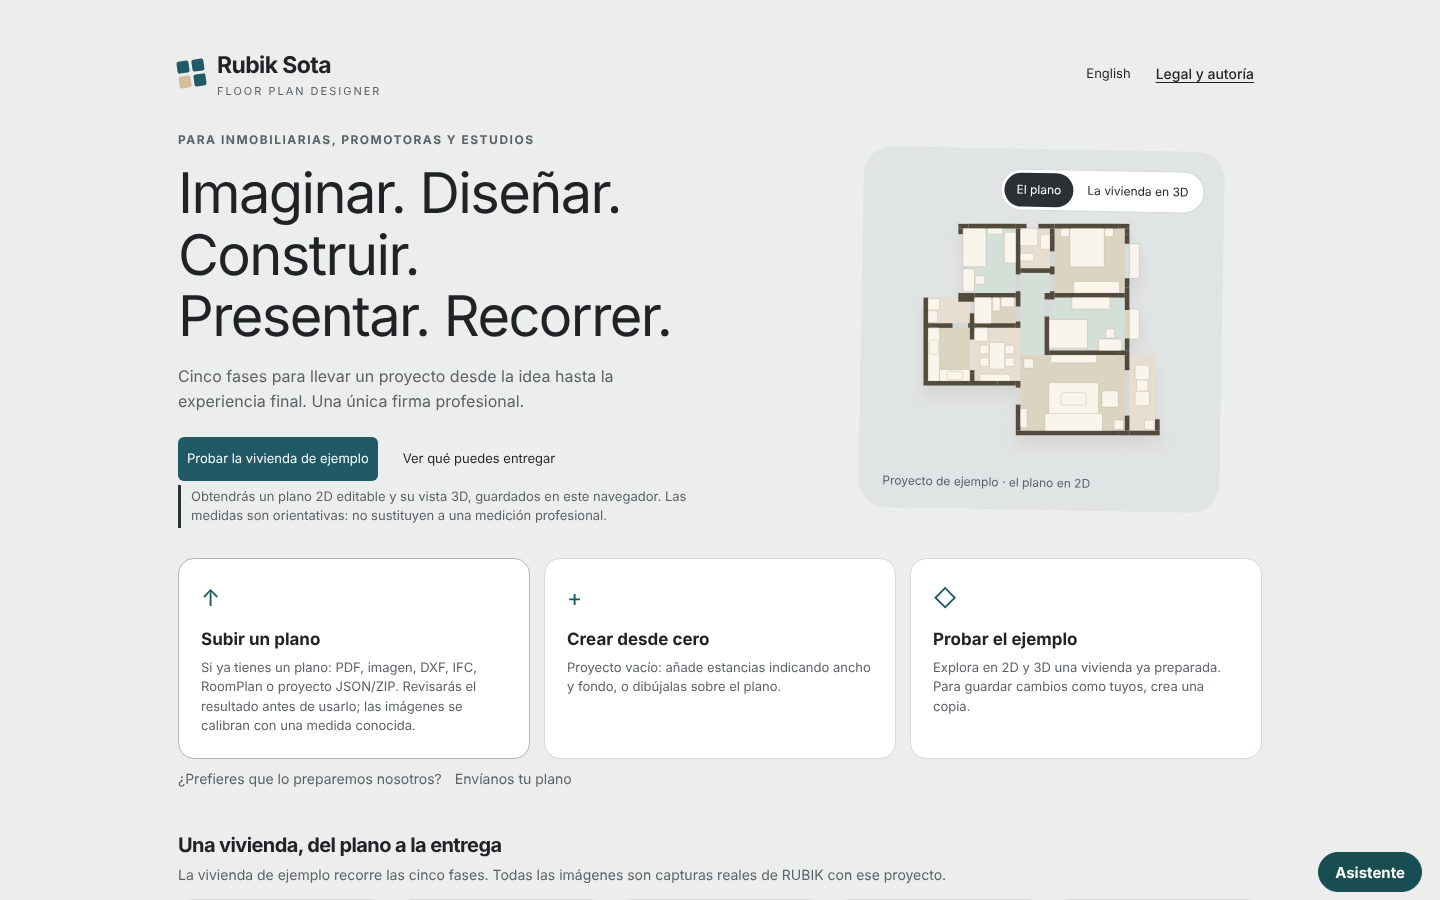 Rubik Sota
FLOOR PLAN DESIGNER
English
Legal y autoría
PARA INMOBILIARIAS, PROMOTORAS Y ESTUDIOS
Imaginar. Diseñar.
Construir.
Presentar. Recorrer.
Cinco fases para llevar un proyecto desde la idea hasta la
experiencia final. Una única firma profesional.
Probar la vivienda de ejemplo
Ver qué puedes entregar
Obtendrás un plano 2D editable y su vista 3D, guardados en este navegador. Las
medidas son orientativas: no sustituyen a una medición profesional.
El plano
La vivienda en 3D
Proyecto de ejemplo · el plano en 2D
Subir un plano
Si ya tienes un plano: PDF, imagen, DXF, IFC,
RoomPlan o proyecto JSON/ZIP. Revisarás el
resultado antes de usarlo; las imágenes se
calibran con una medida conocida.
+
Crear desde cero
Proyecto vacío: añade estancias indicando ancho
y fondo, o dibújalas sobre el plano.
Probar el ejemplo
Explora en 2D y 3D una vivienda ya preparada.
Para guardar cambios como tuyos, crea una
copia.
¿Prefieres que lo preparemos nosotros?
Envíanos tu plano
Una vivienda, del plano a la entrega
La vivienda de ejemplo recorre las cinco fases. Todas las imágenes son capturas reales de RUBIK con ese proyecto.
Asistente